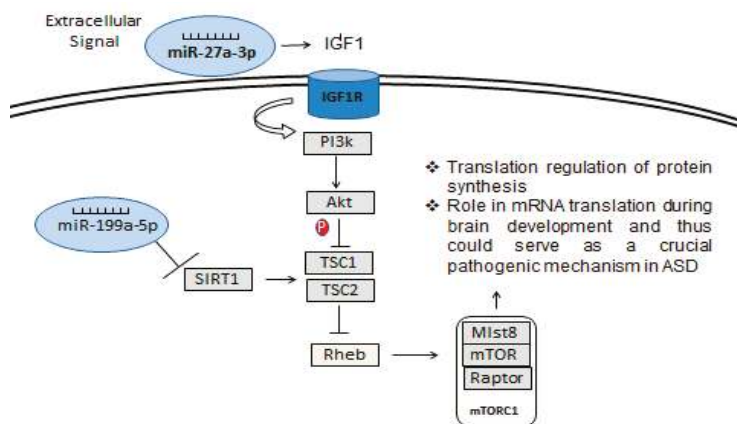 Extracellular
Signal
miR-27a-3p
IGF1
IGF1R
PI3k
Akt
P
miR-199a-5p
SIRT1
TSC1
TSC2
Rheb
❖ Translation regulation of protein
synthesis
❖ Role in mRNA translation during
brain development and thus
could serve as a crucial
pathogenic mechanism in ASD
Mlst8
mTOR
Raptor
mTORC1